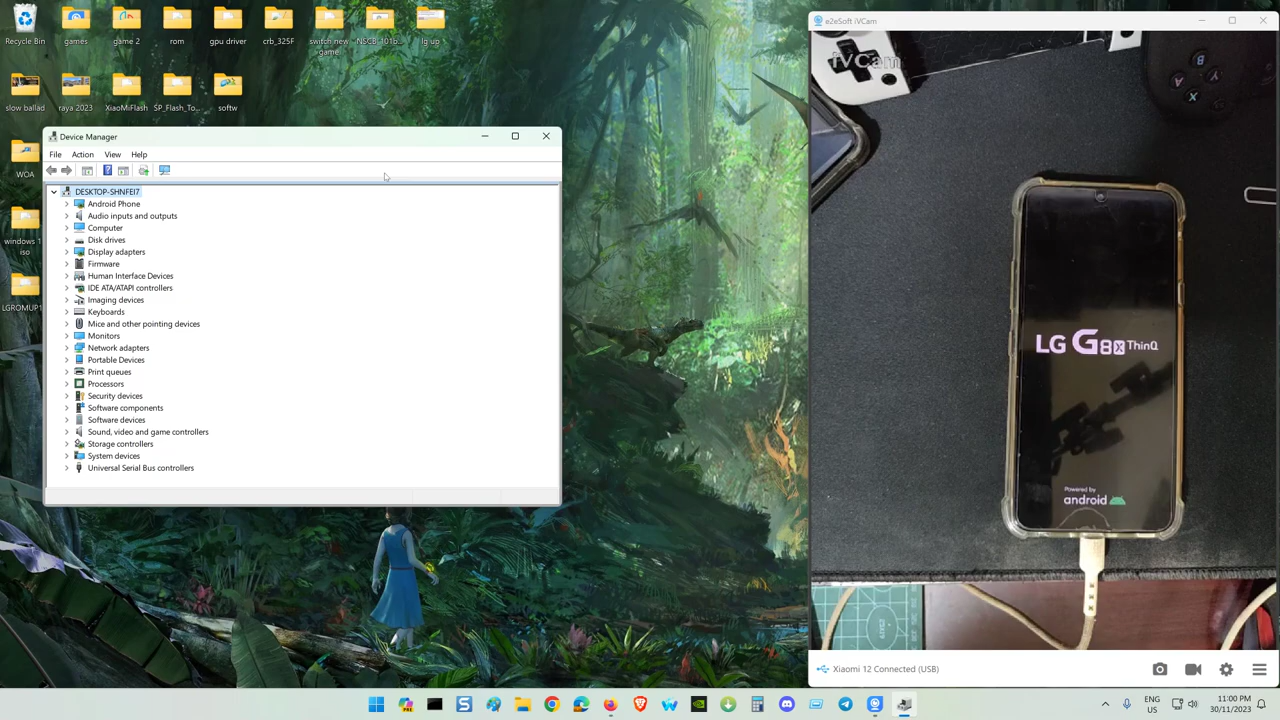 Recycle Bin
games
game 2
rom
gpu driver
crb_325F
switch new game
NSCB_101b
lg up
slow ballad
raya 2023
XiaoMiFlash
SP_Flash_To...
softw
WOA
windows 1
iso
LGROMUP1
Device Manager
File Action View Help
DESKTOP-SHNFEI7
Android Phone
Audio inputs and outputs
Computer
Disk drives
Display adapters
Firmware
Human Interface Devices
IDE ATA/ATAPI controllers
Imaging devices
Keyboards
Mice and other pointing devices
Monitors
Network adapters
Portable Devices
Print queues
Processors
Security devices
Software components
Software devices
Sound, video and game controllers
Storage controllers
System devices
Universal Serial Bus controllers
e2eSoft iVCam
iVCam
B
A
Y
X
LG G8X ThinQ
Powered by
android
Xiaomi 12 Connected (USB)
ENG
US
11:00 PM
30/11/2023